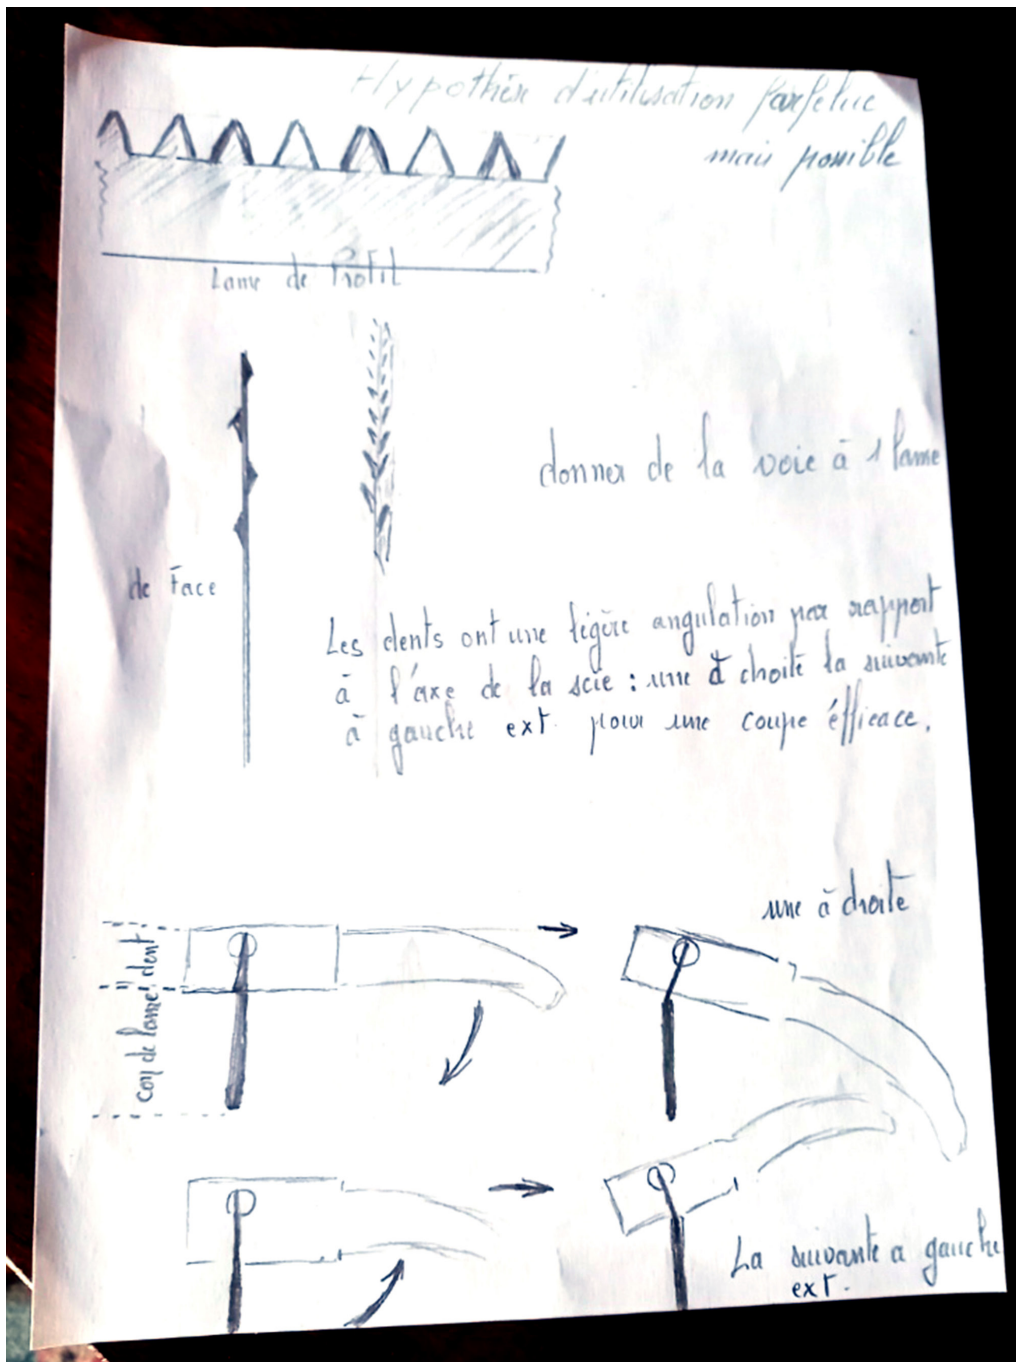 Hypothèse d'utilisation farfelue
mais possible
Lame de Profil
donner de la voie à 1 lame
de Face
Les dents ont une légère angulation par rapport
à l'axe de la scie : une à droite la suivante
à gauche ext. pour une coupe éfficace.
une à droite
dent
de lame
La suivante a gauche
ext.